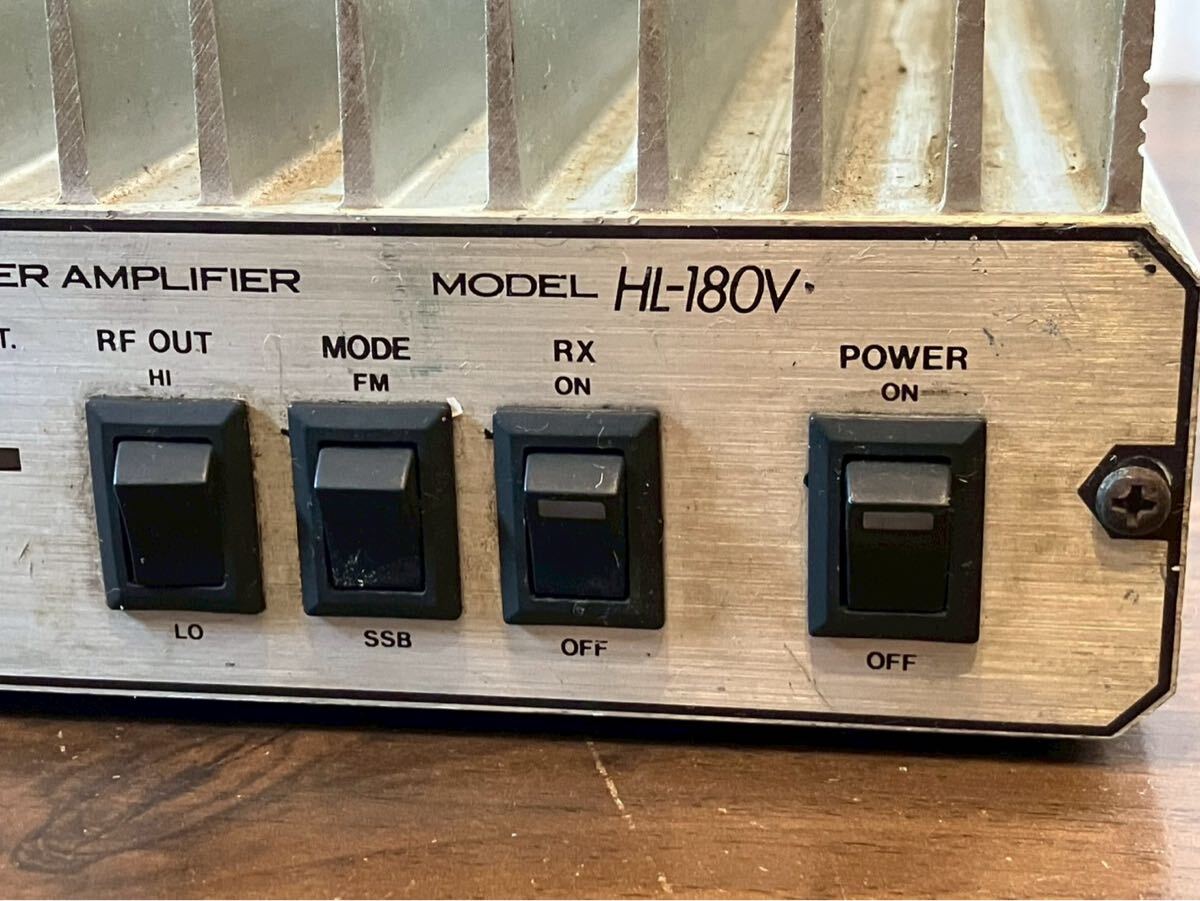 ER AMPLIFIER MODEL HL-180V
T. RF OUT MODE RX POWER
HI FM ON ON
LO SSB OFF OFF